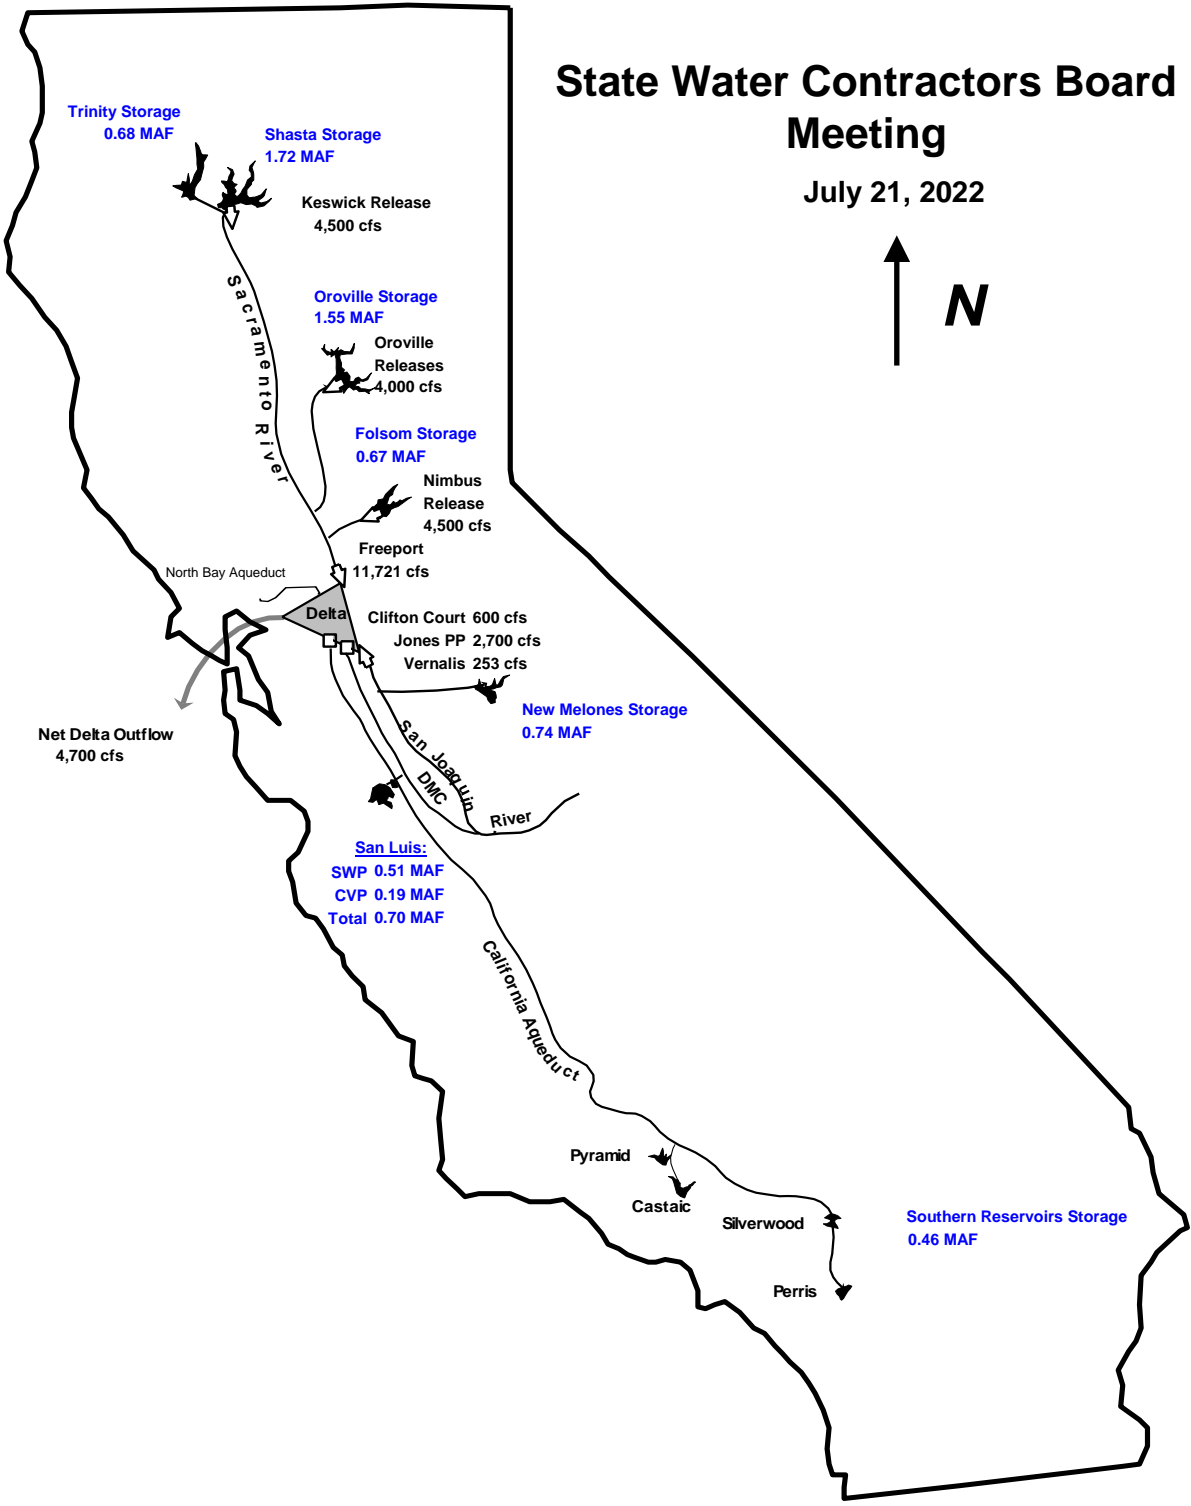 State Water Contractors Board
Meeting
July 21, 2022
N
Trinity Storage
0.68 MAF
Shasta Storage
1.72 MAF
Keswick Release
4,500 cfs
Sacramento River
Oroville Storage
1.55 MAF
Oroville
Releases
4,000 cfs
Folsom Storage
0.67 MAF
Nimbus
Release
4,500 cfs
Freeport
11,721 cfs
North Bay Aqueduct
Delta
Clifton Court 600 cfs
Jones PP 2,700 cfs
Vernalis 253 cfs
New Melones Storage
0.74 MAF
Net Delta Outflow
4,700 cfs
San Joaquin
River
DMC
San Luis:
SWP 0.51 MAF
CVP 0.19 MAF
Total 0.70 MAF
California Aqueduct
Pyramid
Castaic
Silverwood
Perris
Southern Reservoirs Storage
0.46 MAF